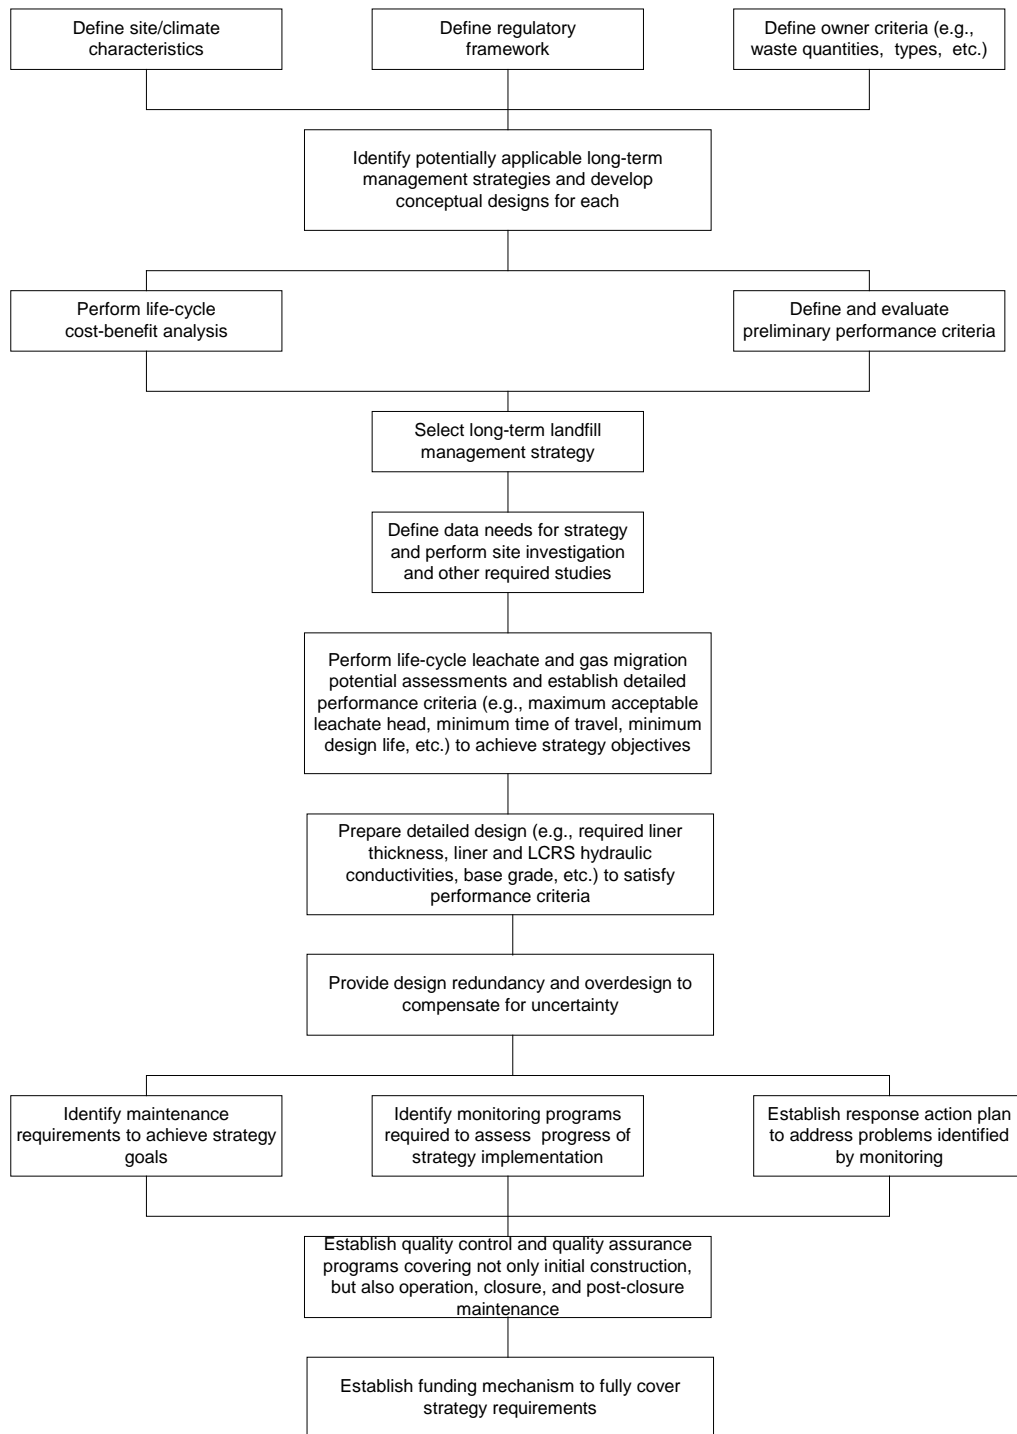 Define site/climate
characteristics
Define regulatory
framework
Define owner criteria (e.g.,
waste quantities, types, etc.)
Identify potentially applicable long-term
management strategies and develop
conceptual designs for each
Perform life-cycle
cost-benefit analysis
Define and evaluate
preliminary performance criteria
Select long-term landfill
management strategy
Define data needs for strategy
and perform site investigation
and other required studies
Perform life-cycle leachate and gas migration
potential assessments and establish detailed
performance criteria (e.g., maximum acceptable
leachate head, minimum time of travel, minimum
design life, etc.) to achieve strategy objectives
Prepare detailed design (e.g., required liner
thickness, liner and LCRS hydraulic
conductivities, base grade, etc.) to satisfy
performance criteria
Provide design redundancy and overdesign to
compensate for uncertainty
Identify maintenance
requirements to achieve strategy
goals
Identify monitoring programs
required to assess progress of
strategy implementation
Establish response action plan
to address problems identified
by monitoring
Establish quality control and quality assurance
programs covering not only initial construction,
but also operation, closure, and post-closure
maintenance
Establish funding mechanism to fully cover
strategy requirements